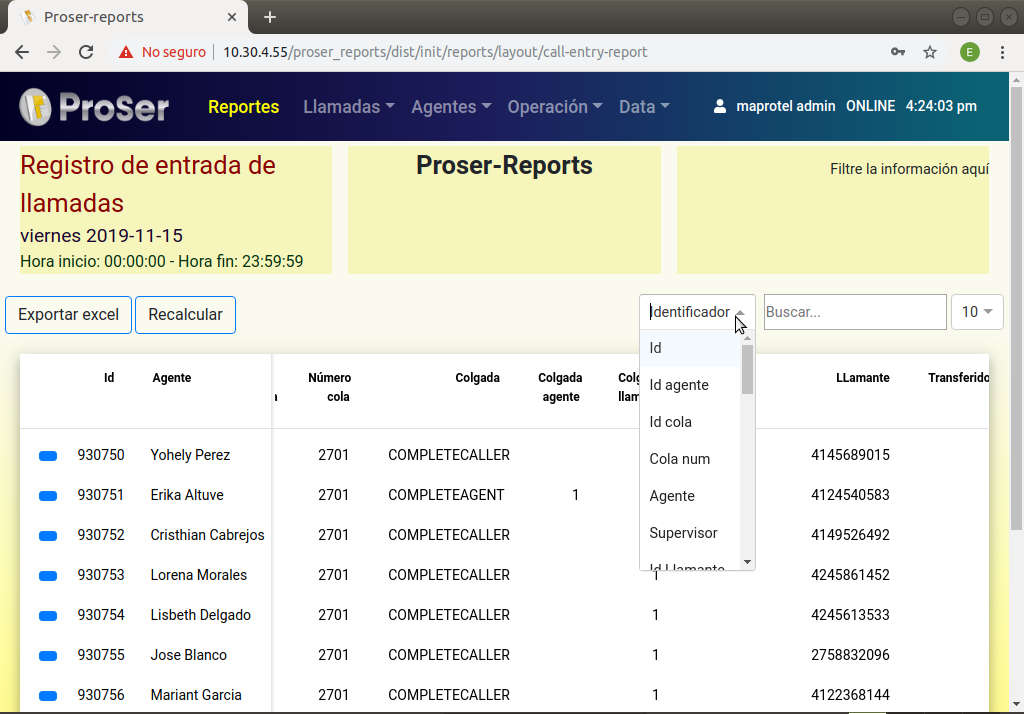 Proser-reports
No seguro
10.30.4.55/proser_reports/dist/init/reports/layout/call-entry-report
E
ProSer
Reportes
Llamadas
Agentes
Operación
Data
maprotel admin ONLINE 4:24:03 pm
Registro de entrada de
llamadas
viernes 2019-11-15
Hora inicio: 00:00:00 - Hora fin: 23:59:59
Proser-Reports
Filtre la información aquí
Exportar excel
Recalcular
Identificador
Buscar...
10
Id
Id agente
Id cola
Cola num
Agente
Supervisor
Id Llamante
Id Agente Número Colgada Colgada LLamante Transferido
cola agente
930750 Yohely Perez 2701 COMPLETECALLER 4145689015
930751 Erika Altuve 2701 COMPLETEAGENT 1 4124540583
930752 Cristhian Cabrejos 2701 COMPLETECALLER 4149526492
930753 Lorena Morales 2701 COMPLETECALLER 1 4245861452
930754 Lisbeth Delgado 2701 COMPLETECALLER 1 4245613533
930755 Jose Blanco 2701 COMPLETECALLER 1 2758832096
930756 Mariant Garcia 2701 COMPLETECALLER 1 4122368144